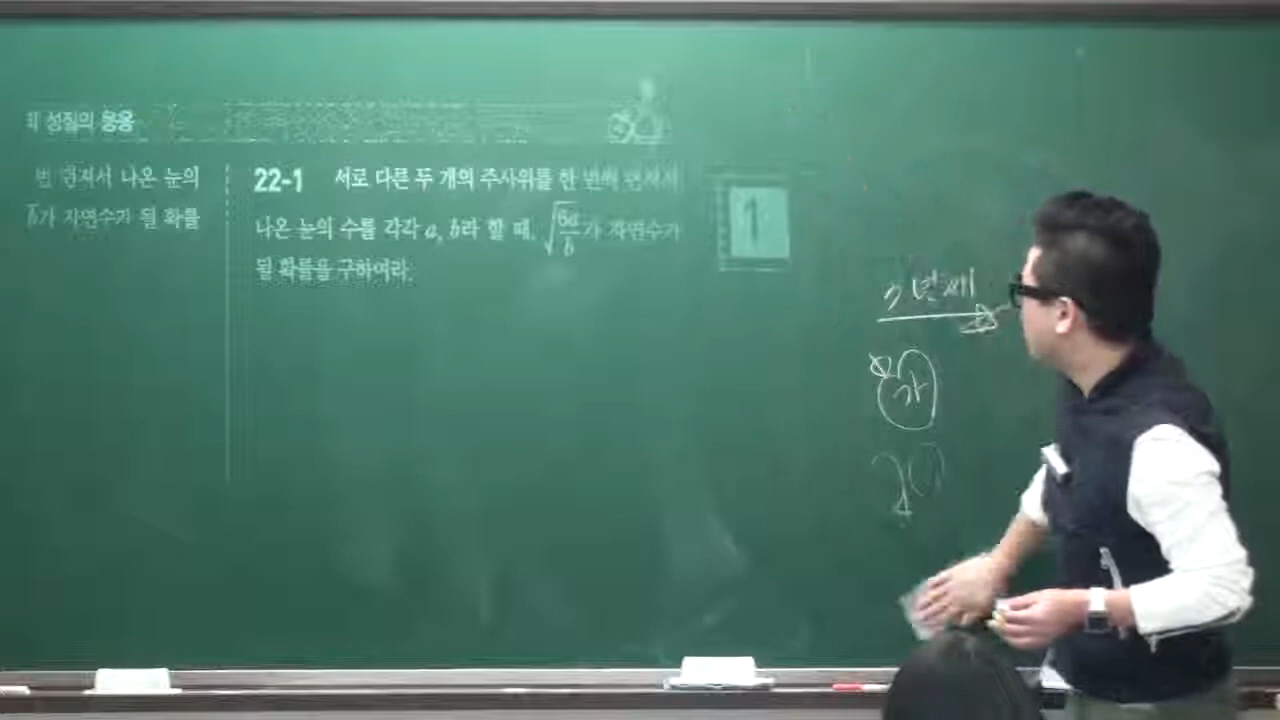 의 성질의 응용
번 던져서 나온 눈의
가 자연수가 될 확률
22-1 서로 다른 두 개의 주사위를 한 번씩 던져서
나온 눈의 수를 각각 a, b라 할 때, √(6a/b)가 자연수가
될 확률을 구하여라.
1
번째
가